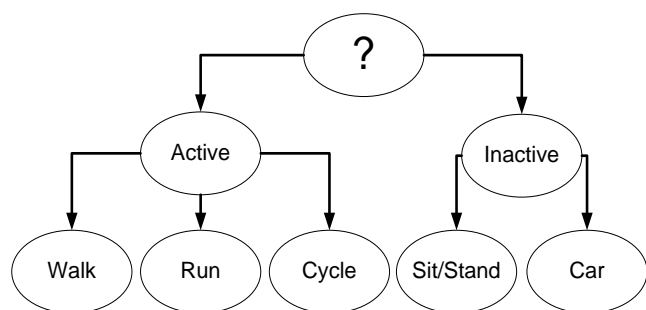 ?
Active
Inactive
Walk
Run
Cycle
Sit/Stand
Car